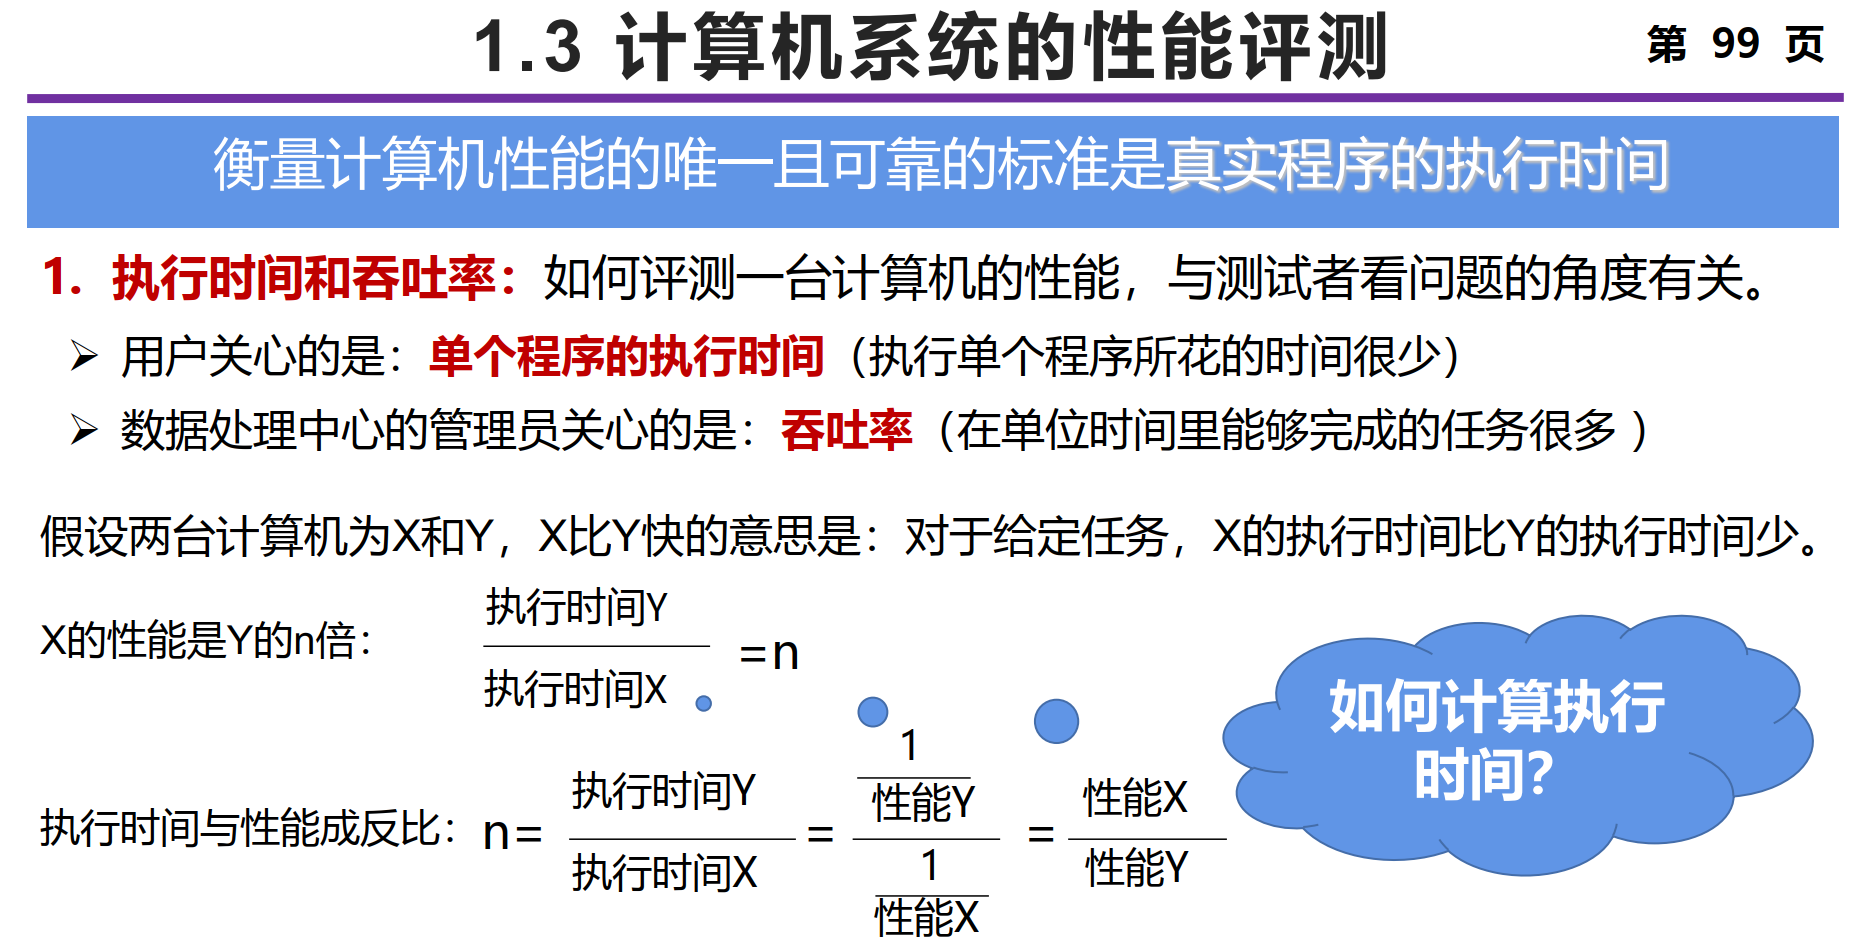 1.3 计算机系统的性能评测
第 99 页
衡量计算机性能的唯一且可靠的标准是真实程序的执行时间
1. 执行时间和吞吐率：如何评测一台计算机的性能，与测试者看问题的角度有关。
➢ 用户关心的是：单个程序的执行时间（执行单个程序所花的时间很少）
➢ 数据处理中心的管理员关心的是：吞吐率（在单位时间里能够完成的任务很多 ）
假设两台计算机为X和Y，X比Y快的意思是：对于给定任务，X的执行时间比Y的执行时间少。
X的性能是Y的n倍：
执行时间Y
执行时间X
=n
如何计算执行
时间？
执行时间与性能成反比：
n=
执行时间Y
执行时间X
=
1
性能Y
1
性能X
=
性能X
性能Y